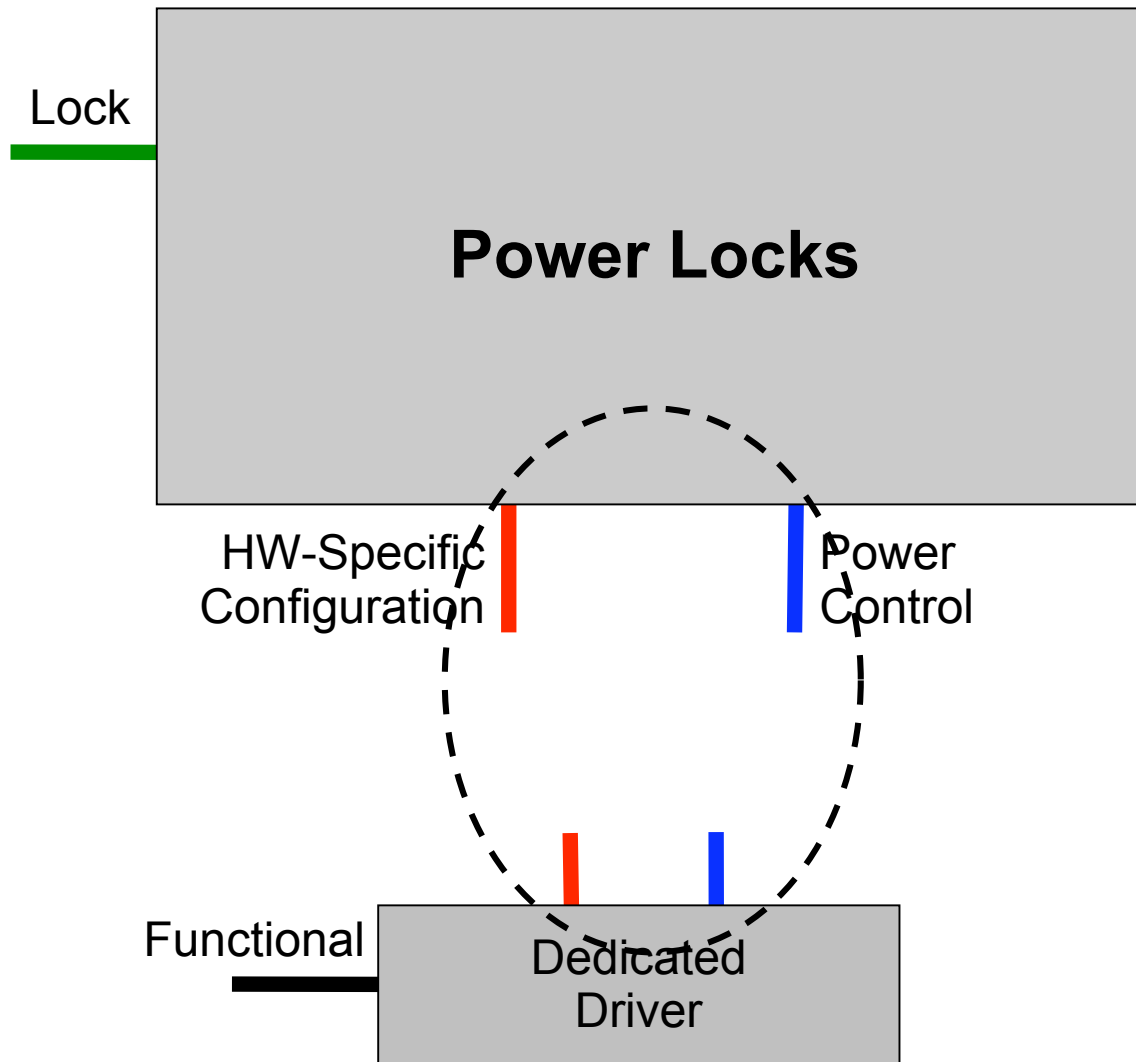 Lock
Power Locks
HW-Specific
Configuration
Power
Control
Functional
Dedicated
Driver